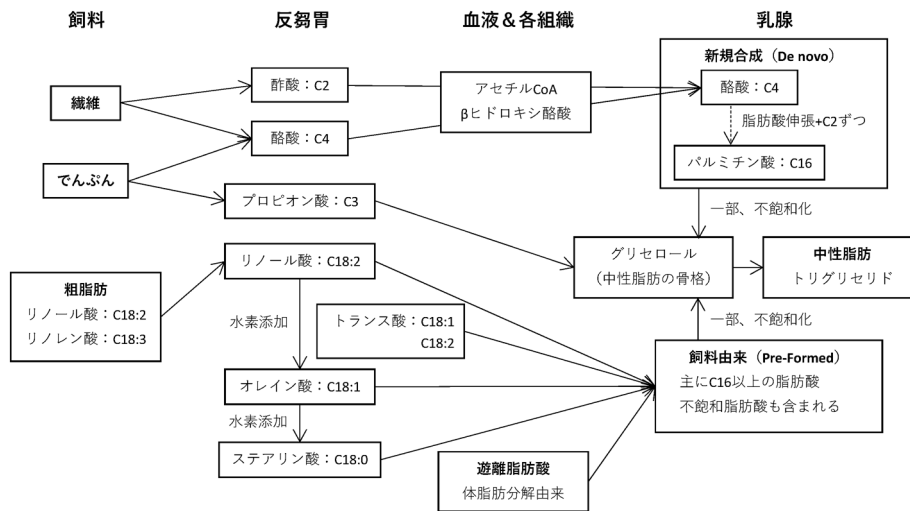 飼料
反芻胃
血液＆各組織
乳腺
繊維
でんぷん
粗脂肪
リノール酸：C18:2
リノレン酸：C18:3
酢酸：C2
酪酸：C4
プロピオン酸：C3
リノール酸：C18:2
水素添加
オレイン酸：C18:1
水素添加
ステアリン酸：C18:0
アセチルCoA
βヒドロキシ酪酸
トランス酸：C18:1
C18:2
遊離脂肪酸
体脂肪分解由来
新規合成（De novo）
酪酸：C4
脂肪酸伸張+C2ずつ
パルミチン酸：C16
一部、不飽和化
グリセロール
（中性脂肪の骨格）
中性脂肪
トリグリセリド
一部、不飽和化
飼料由来（Pre-Formed）
主にC16以上の脂肪酸
不飽和脂肪酸も含まれる